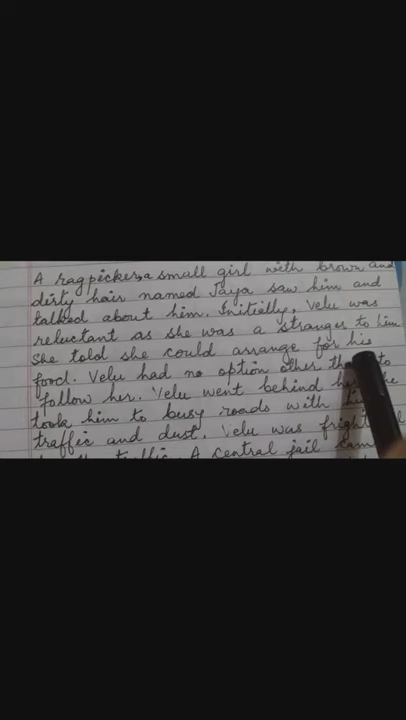 A ragpicker, a small girl with brown and
dirty hair named Jaya saw him and
talked about him. Initially, Velu was
reluctant as she was a stranger to him.
She told she could arrange for his
food. Velu had no option other to
follow her. Velu went behind
took him to busy roads with
traffic and dust. Velu was
traffic. A central jail